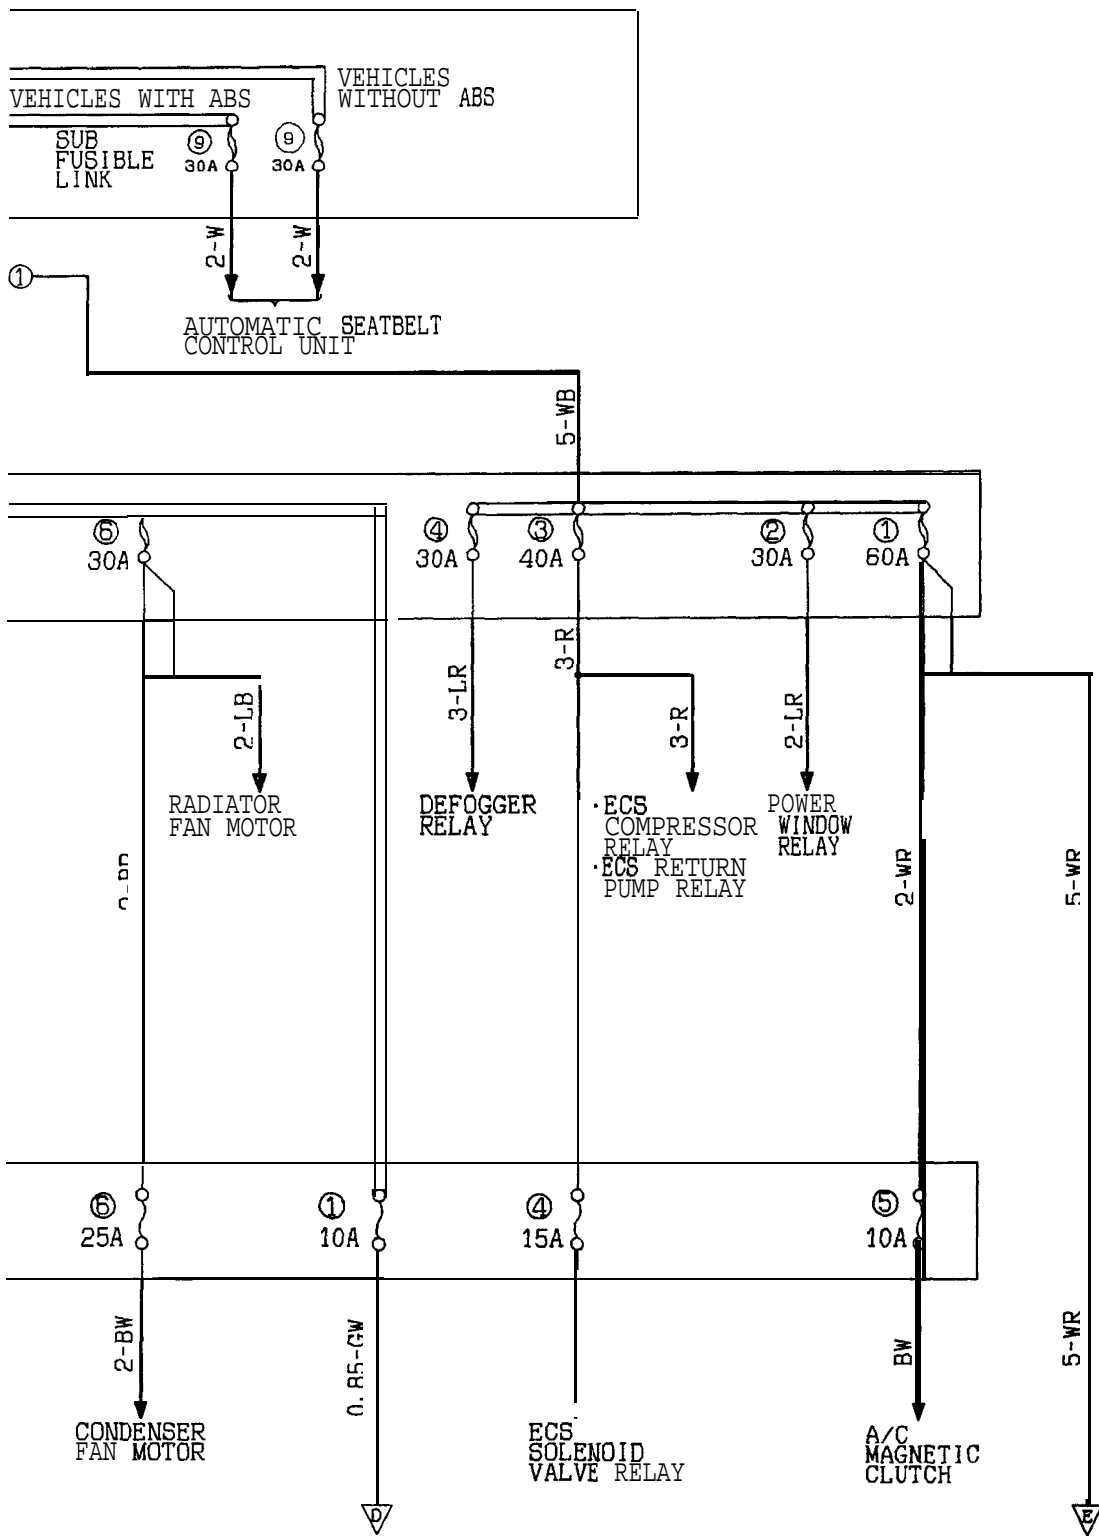 VEHICLES
WITHOUT ABS
VEHICLES WITH ABS
SUB
FUSIBLE
LINK
9
30A
9
30A
2-W
2-W
1
AUTOMATIC SEATBELT
CONTROL UNIT
5-WB
6
30A
4
30A
3
40A
2
30A
1
60A
3-R
3-LR
2-LB
3-R
2-LR
RADIATOR
FAN MOTOR
DEFOGGER
RELAY
·ECS
COMPRESSOR
RELAY
·ECS RETURN
PUMP RELAY
POWER
WINDOW
RELAY
2-WR
5-WR
6
25A
1
10A
4
15A
5
10A
2-BW
0.85-GW
BW
5-WR
CONDENSER
FAN MOTOR
ECS
SOLENOID
VALVE RELAY
A/C
MAGNETIC
CLUTCH
D
E